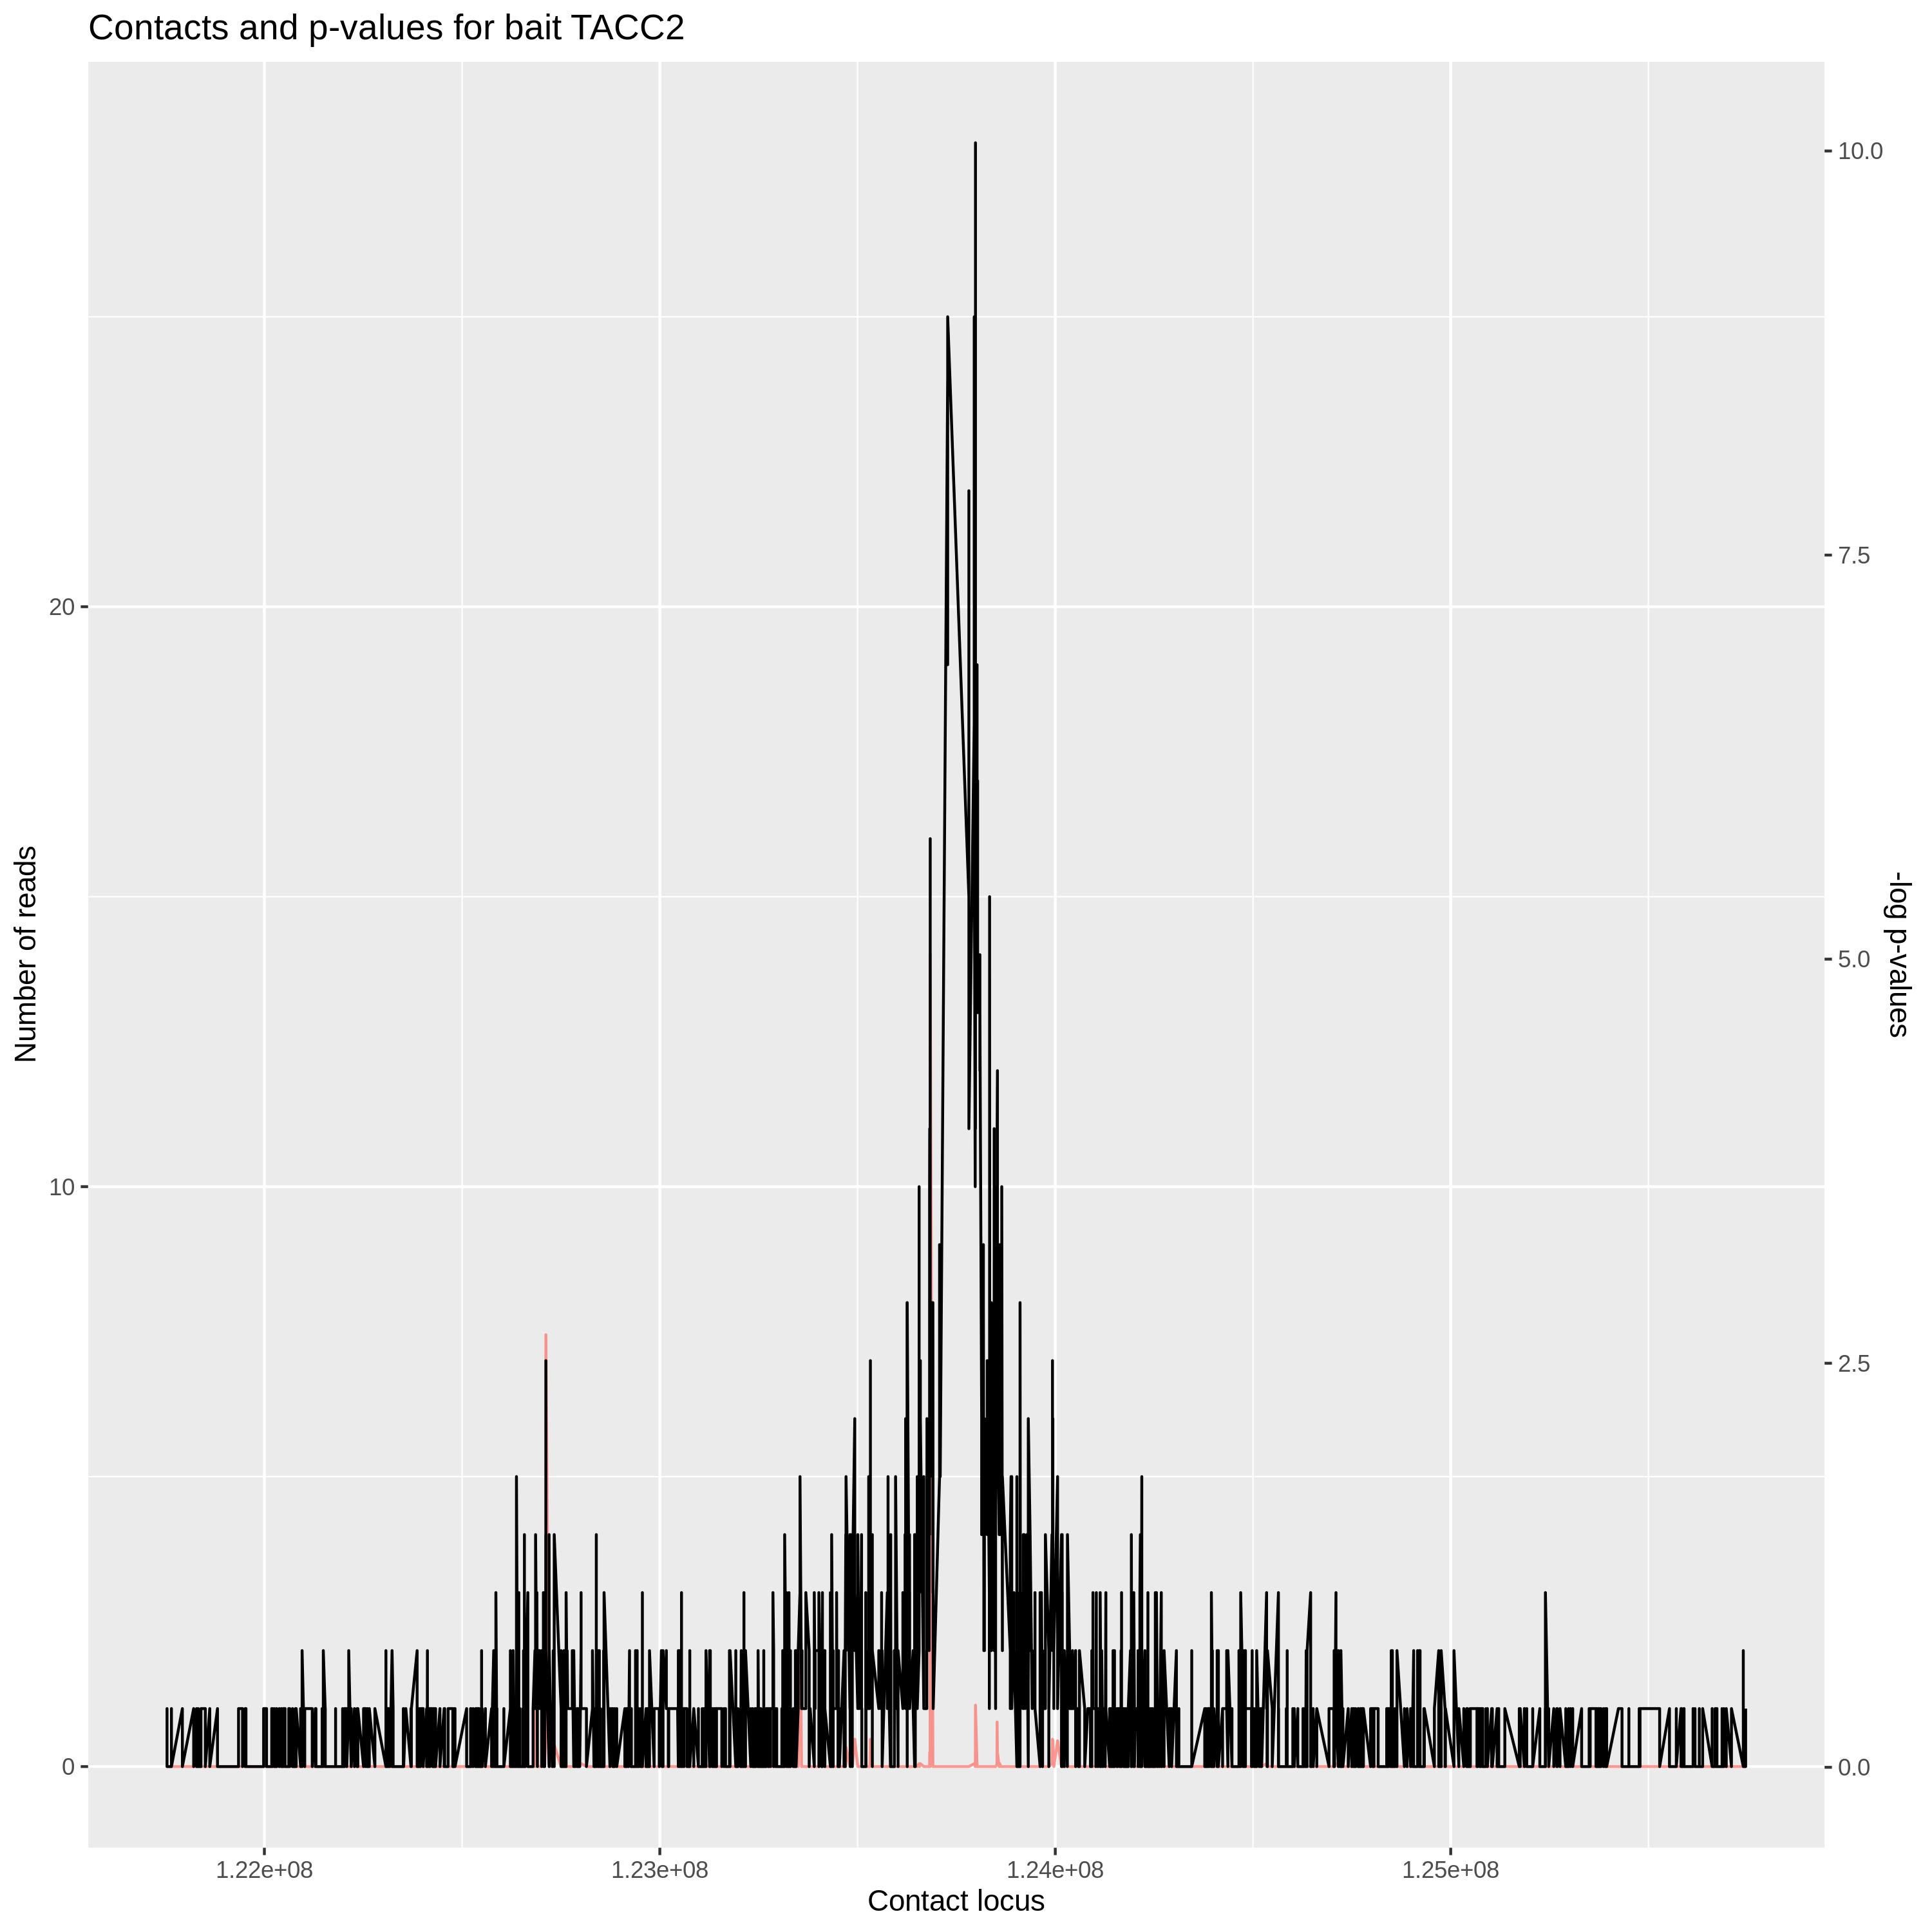 Contacts and p-values for bait TACC2
10.0
7.5
20
5.0
Number of reads
-log p-values
10
2.5
0
0.0
1.22e+08
1.23e+08
1.24e+08
1.25e+08
Contact locus